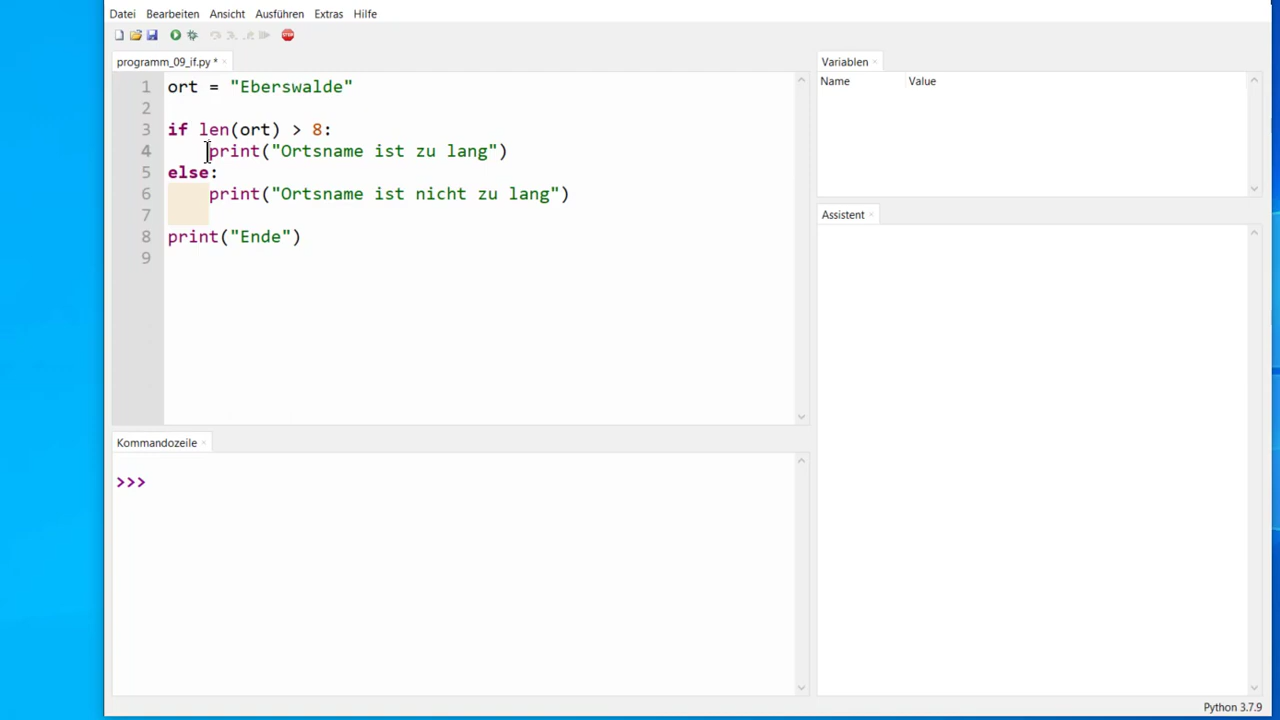 Datei Bearbeiten Ansicht Ausführen Extras Hilfe
STOP
programm_09_if.py * ×
1 ort = "Eberswalde"
2
3 if len(ort) > 8:
4     print("Ortsname ist zu lang")
5 else:
6     print("Ortsname ist nicht zu lang")
7
8 print("Ende")
9
Kommandozeile ×
>>>
Variablen ×
Name Value
Assistent ×
Python 3.7.9